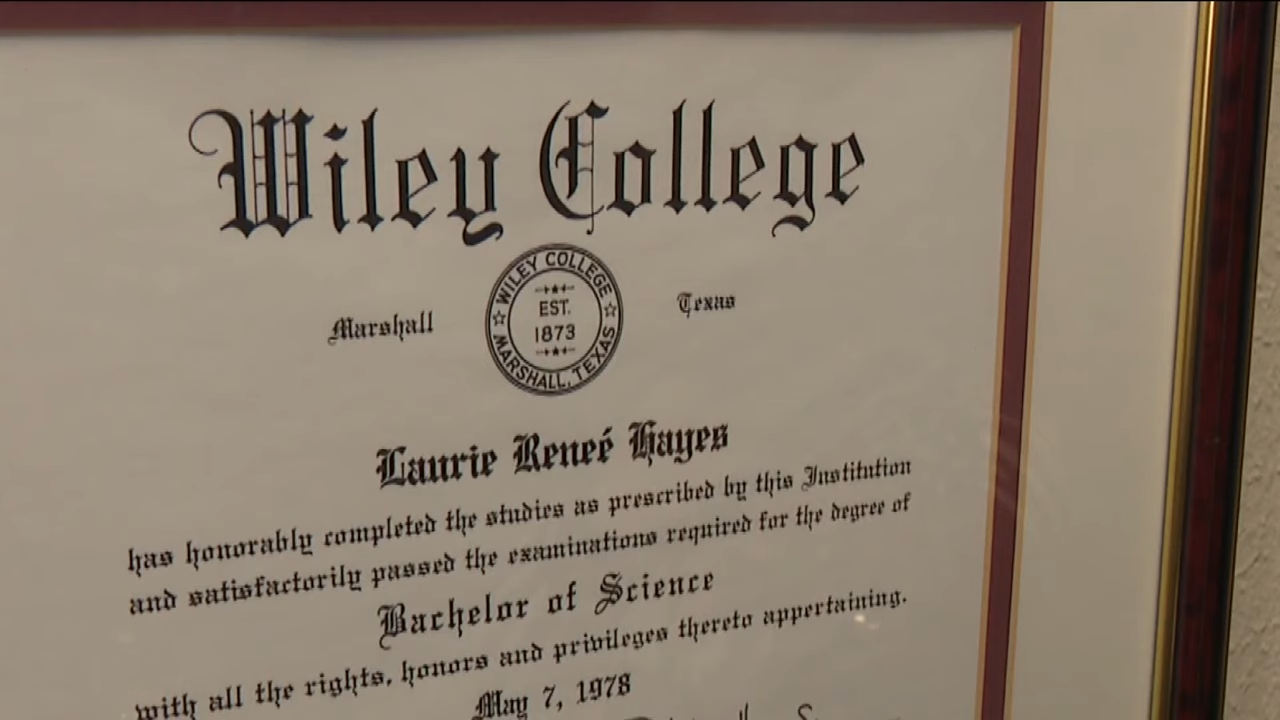 Wiley College
Marshall
WILEY COLLEGE
EST.
1873
MARSHALL, TEXAS
Texas
Laurie Reneé Hayes
has honorably completed the studies as prescribed by this Institution
and satisfactorily passed the examinations required for the degree of
Bachelor of Science
with all the rights, honors and privileges thereto appertaining.
May 7, 1978